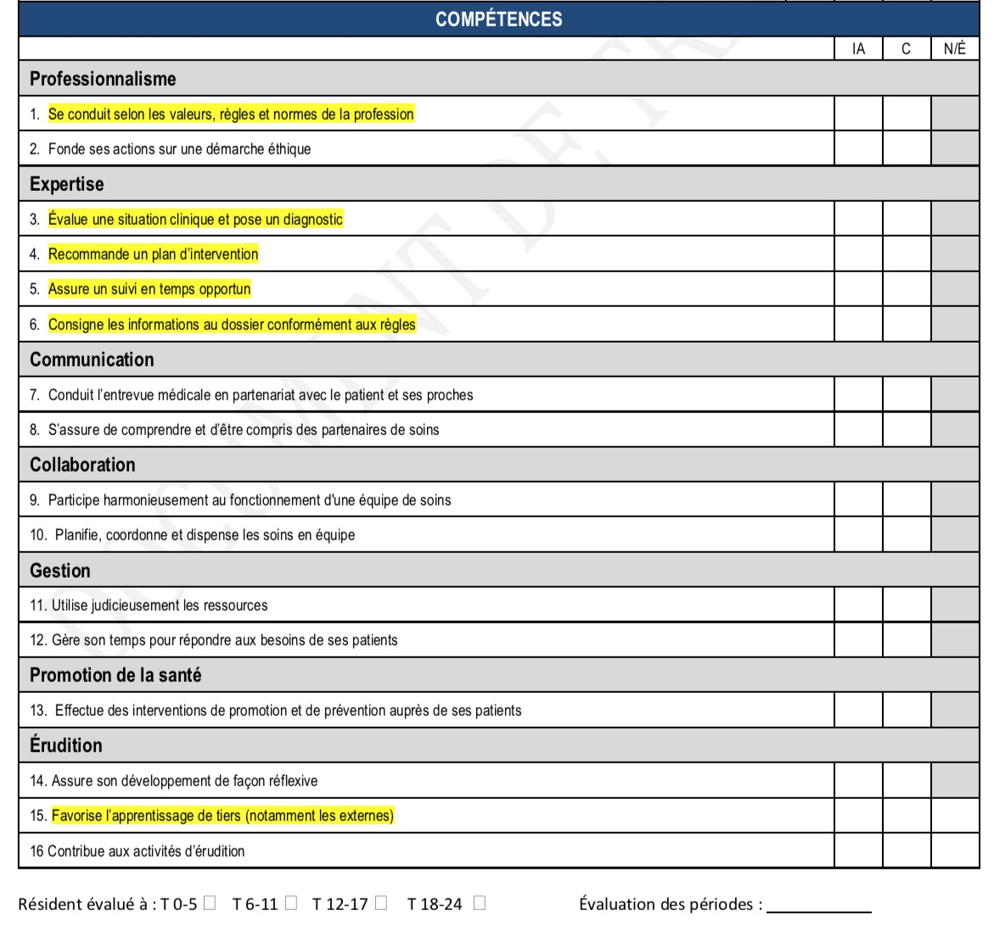 COMPÉTENCES
IA C N/É
Professionnalisme
1. Se conduit selon les valeurs, règles et normes de la profession
2. Fonde ses actions sur une démarche éthique
Expertise
3. Évalue une situation clinique et pose un diagnostic
4. Recommande un plan d'intervention
5. Assure un suivi en temps opportun
6. Consigne les informations au dossier conformément aux règles
Communication
7. Conduit l'entrevue médicale en partenariat avec le patient et ses proches
8. S'assure de comprendre et d'être compris des partenaires de soins
Collaboration
9. Participe harmonieusement au fonctionnement d'une équipe de soins
10. Planifie, coordonne et dispense les soins en équipe
Gestion
11. Utilise judicieusement les ressources
12. Gère son temps pour répondre aux besoins de ses patients
Promotion de la santé
13. Effectue des interventions de promotion et de prévention auprès de ses patients
Érudition
14. Assure son développement de façon réflexive
15. Favorise l'apprentissage de tiers (notamment les externes)
16 Contribue aux activités d'érudition
Résident évalué à : T 0-5 ☐ T 6-11 ☐ T 12-17 ☐ T 18-24 ☐ Évaluation des périodes : ___________
DOCUMENT DE TR